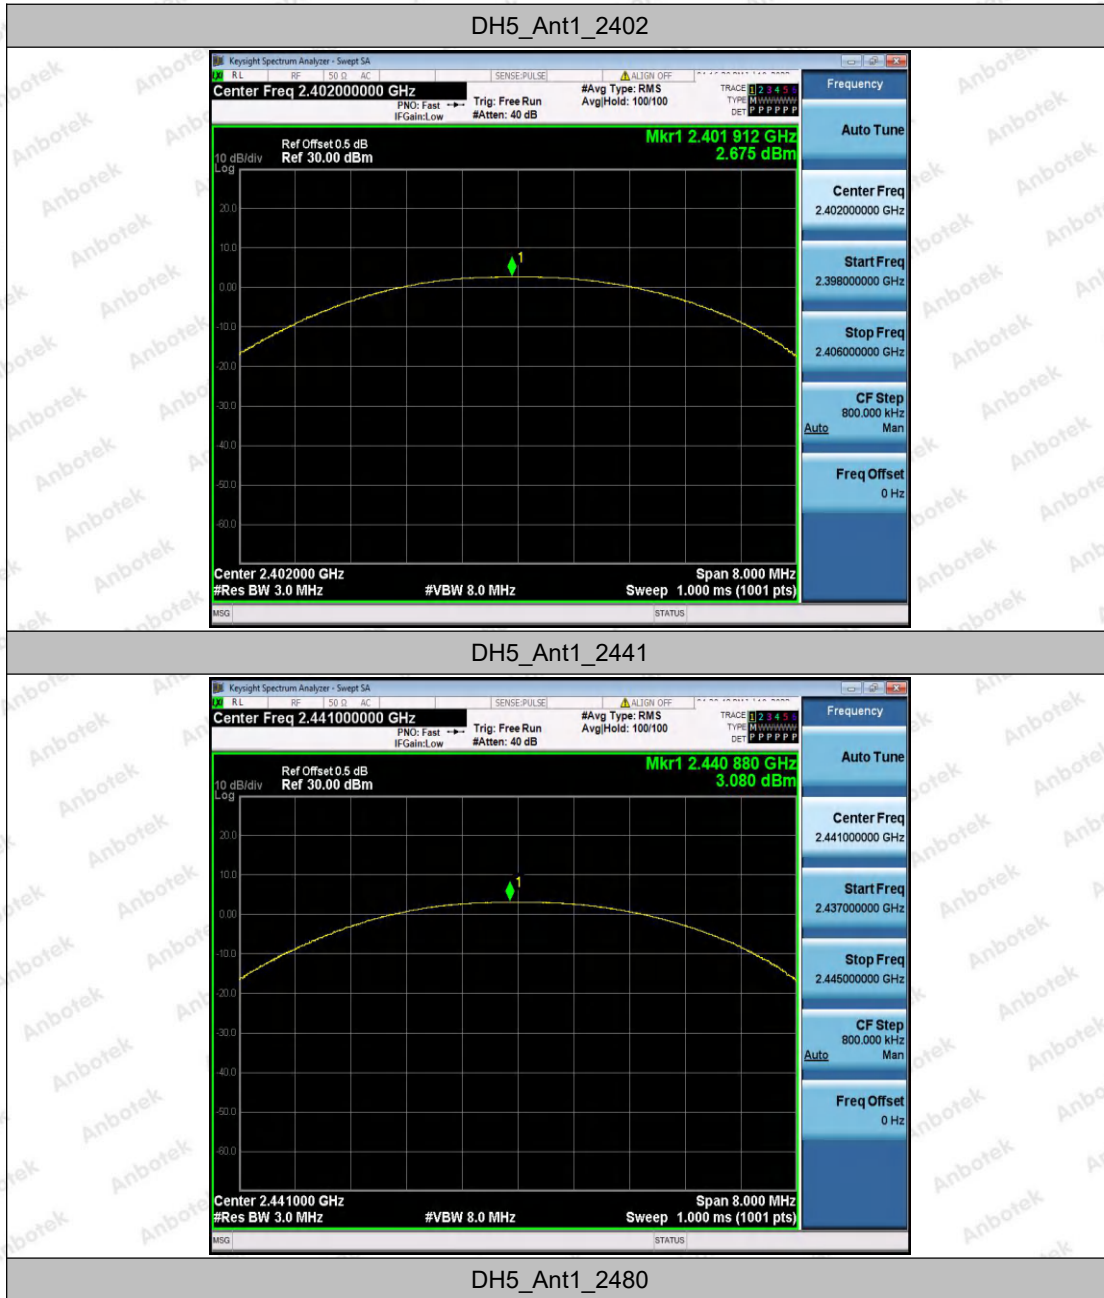 DH5_Ant1_2402
Keysight Spectrum Analyzer - Swept SA
RL RF 50 Ω AC SENSE:PULSE ALIGN OFF
Center Freq 2.402000000 GHz
PNO: Fast
IFGain:Low
Trig: Free Run
#Atten: 40 dB
#Avg Type: RMS
Avg|Hold: 100/100
TRACE 1 2 3 4 5 6
TYPE M WWWWW
DET P P P P P P
Frequency
Auto Tune
Center Freq
2.402000000 GHz
Start Freq
2.398000000 GHz
Stop Freq
2.406000000 GHz
CF Step
800.000 kHz
Auto Man
Freq Offset
0 Hz
Mkr1 2.401 912 GHz
2.675 dBm
Ref Offset 0.5 dB
10 dB/div Ref 30.00 dBm
Log
20.0
10.0
0.00
-10.0
-20.0
-30.0
-40.0
-50.0
-60.0
1
Center 2.402000 GHz Span 8.000 MHz
#Res BW 3.0 MHz #VBW 8.0 MHz Sweep 1.000 ms (1001 pts)
MSG STATUS
DH5_Ant1_2441
Keysight Spectrum Analyzer - Swept SA
RL RF 50 Ω AC SENSE:PULSE ALIGN OFF
Center Freq 2.441000000 GHz
PNO: Fast
IFGain:Low
Trig: Free Run
#Atten: 40 dB
#Avg Type: RMS
Avg|Hold: 100/100
TRACE 1 2 3 4 5 6
TYPE M WWWWW
DET P P P P P P
Frequency
Auto Tune
Center Freq
2.441000000 GHz
Start Freq
2.437000000 GHz
Stop Freq
2.445000000 GHz
CF Step
800.000 kHz
Auto Man
Freq Offset
0 Hz
Mkr1 2.440 880 GHz
3.080 dBm
Ref Offset 0.5 dB
10 dB/div Ref 30.00 dBm
Log
20.0
10.0
0.00
-10.0
-20.0
-30.0
-40.0
-50.0
-60.0
1
Center 2.441000 GHz Span 8.000 MHz
#Res BW 3.0 MHz #VBW 8.0 MHz Sweep 1.000 ms (1001 pts)
MSG STATUS
DH5_Ant1_2480
Anbotek